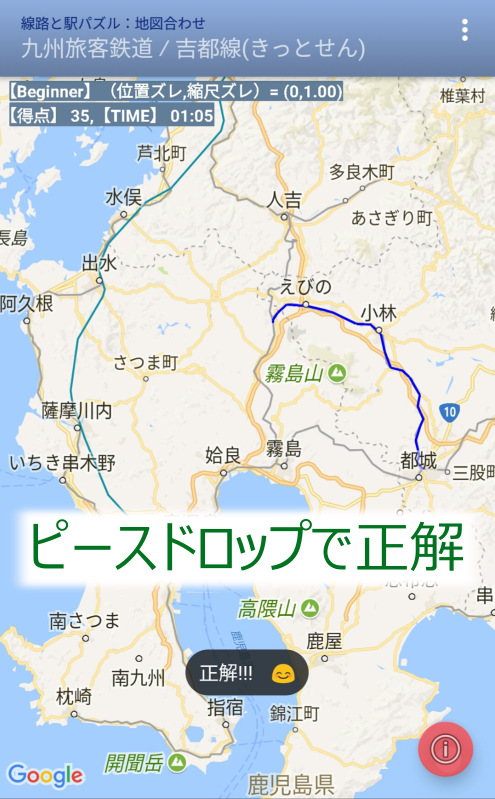 線路と駅パズル：地図合わせ
九州旅客鉄道 / 吉都線(きっとせん)
【Beginner】（位置ズレ,縮尺ズレ）= (0,1.00)
【得点】 35,【TIME】 01:05
椎葉村
芦北町
多良木町
水俣
人吉
あさぎり町
長島
出水
えびの
阿久根
小林
さつま町
霧島山
薩摩川内
10
いちき串木野
姶良
霧島
都城
三股町
ピースドロップで正解
高隈山
串
南さつま
鹿屋
正解!!!
南九州
枕崎
指宿
錦江町
開聞岳
Google
鹿児島県